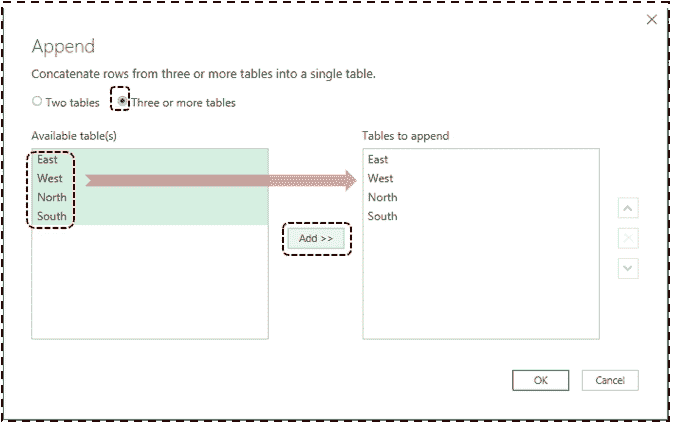 Append
Concatenate rows from three or more tables into a single table.
Two tables Three or more tables
Available table(s) Tables to append
East East
West West
North North
South South
Add >>
OK Cancel